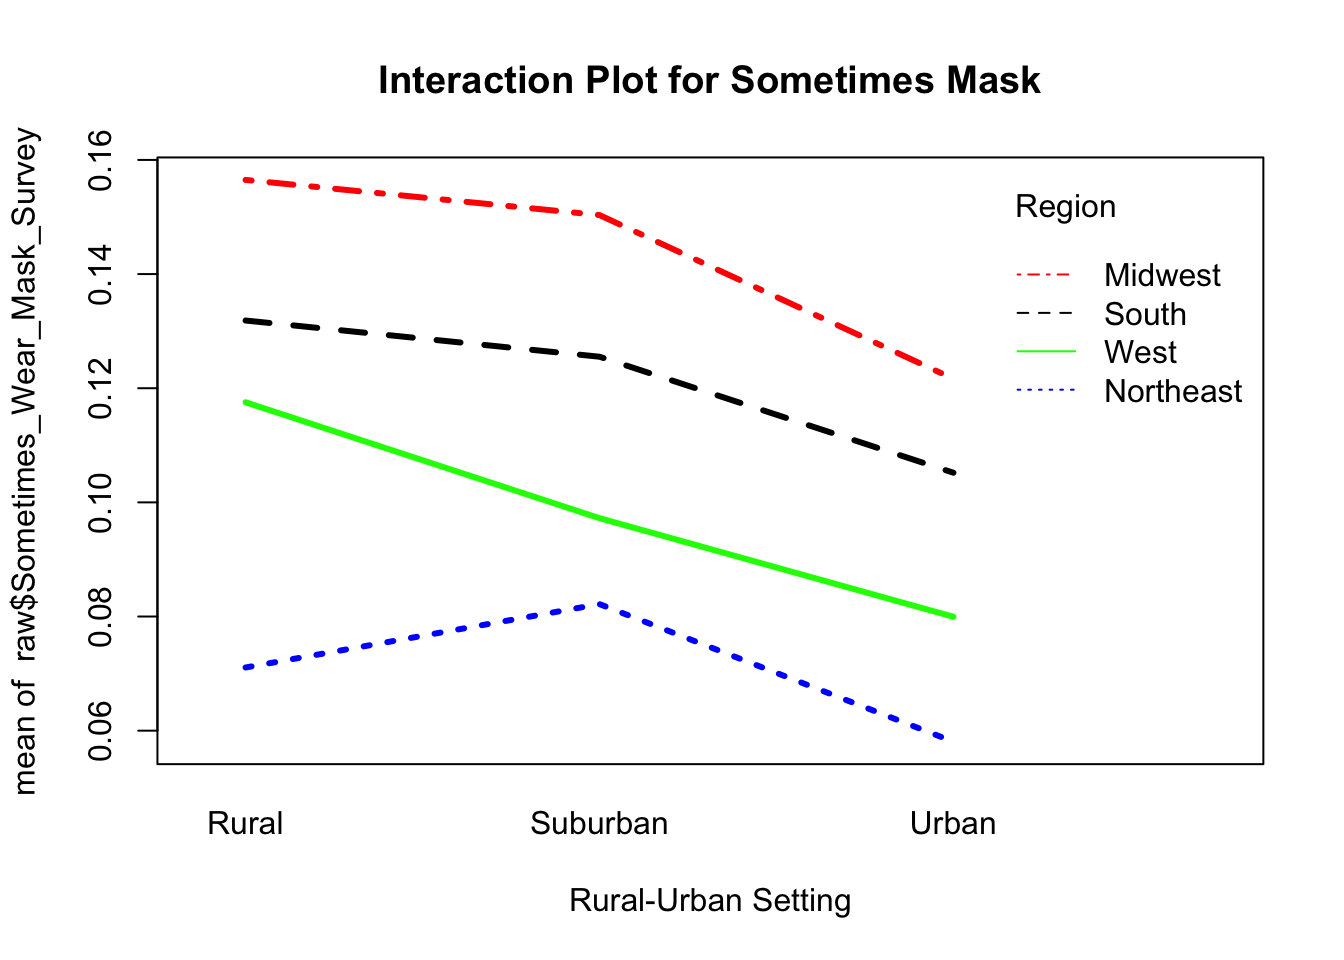 Interaction Plot for Sometimes Mask
mean of  raw$Sometimes_Wear_Mask_Survey
0.16
0.14
0.12
0.10
0.08
0.06
Region
Midwest
South
West
Northeast
Rural
Suburban
Urban
Rural-Urban Setting